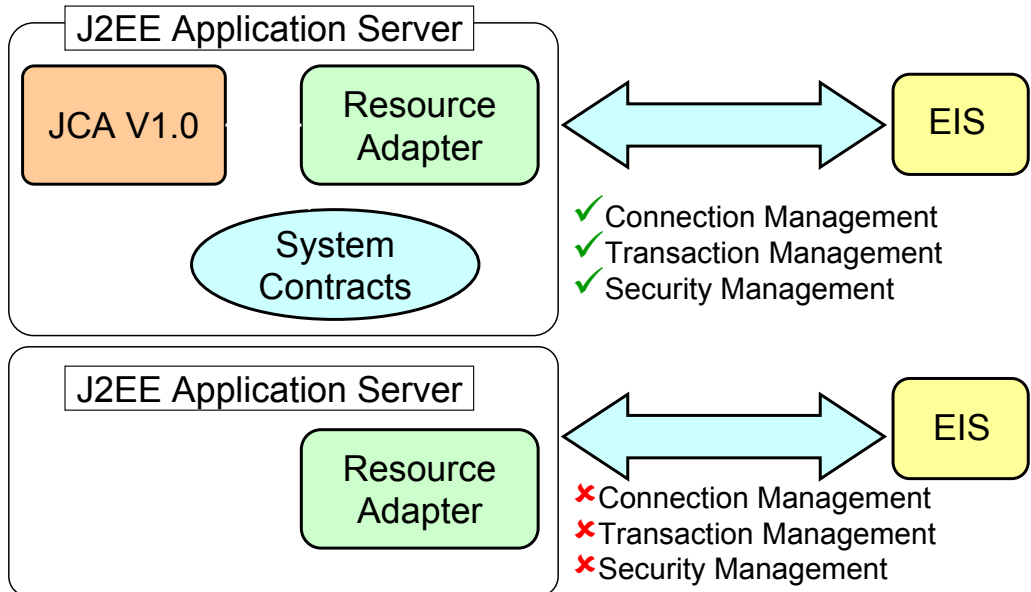 J2EE Application Server
JCA V1.0
Resource
Adapter
EIS
System
Contracts
Connection Management
Transaction Management
Security Management
J2EE Application Server
Resource
Adapter
EIS
Connection Management
Transaction Management
Security Management